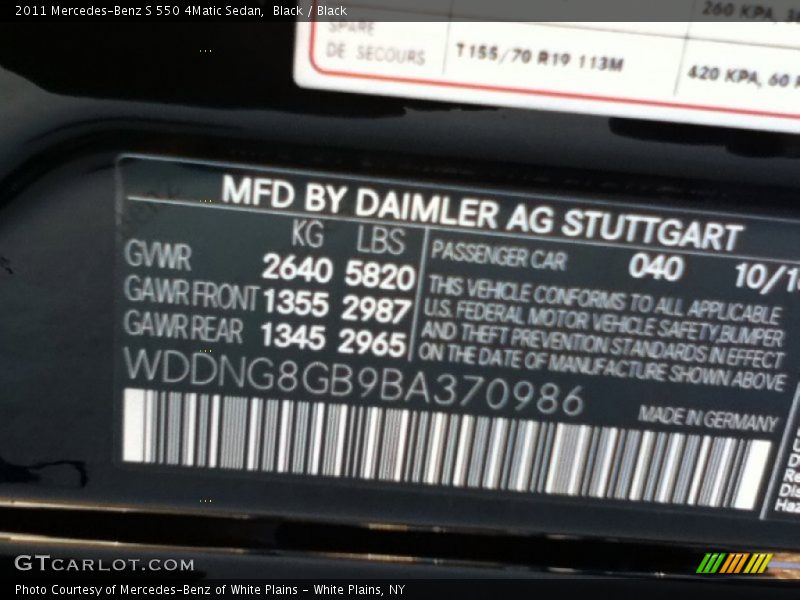 2011 Mercedes-Benz S 550 4Matic Sedan, Black / Black
260 KPA,
SPARE
DE SECOURS
T155/70 R19 113M
420 KPA, 60
MFD BY DAIMLER AG STUTTGART
KG LBS
GVWR 2640 5820
GAWR FRONT 1355 2987
GAWR REAR 1345 2965
PASSENGER CAR 040 10/10
THIS VEHICLE CONFORMS TO ALL APPLICABLE
U.S. FEDERAL MOTOR VEHICLE SAFETY,BUMPER
AND THEFT PREVENTION STANDARDS IN EFFECT
ON THE DATE OF MANUFACTURE SHOWN ABOVE
WDDNG8GB9BA370986
MADE IN GERMANY
GTCARLOT.COM
Photo Courtesy of Mercedes-Benz of White Plains - White Plains, NY